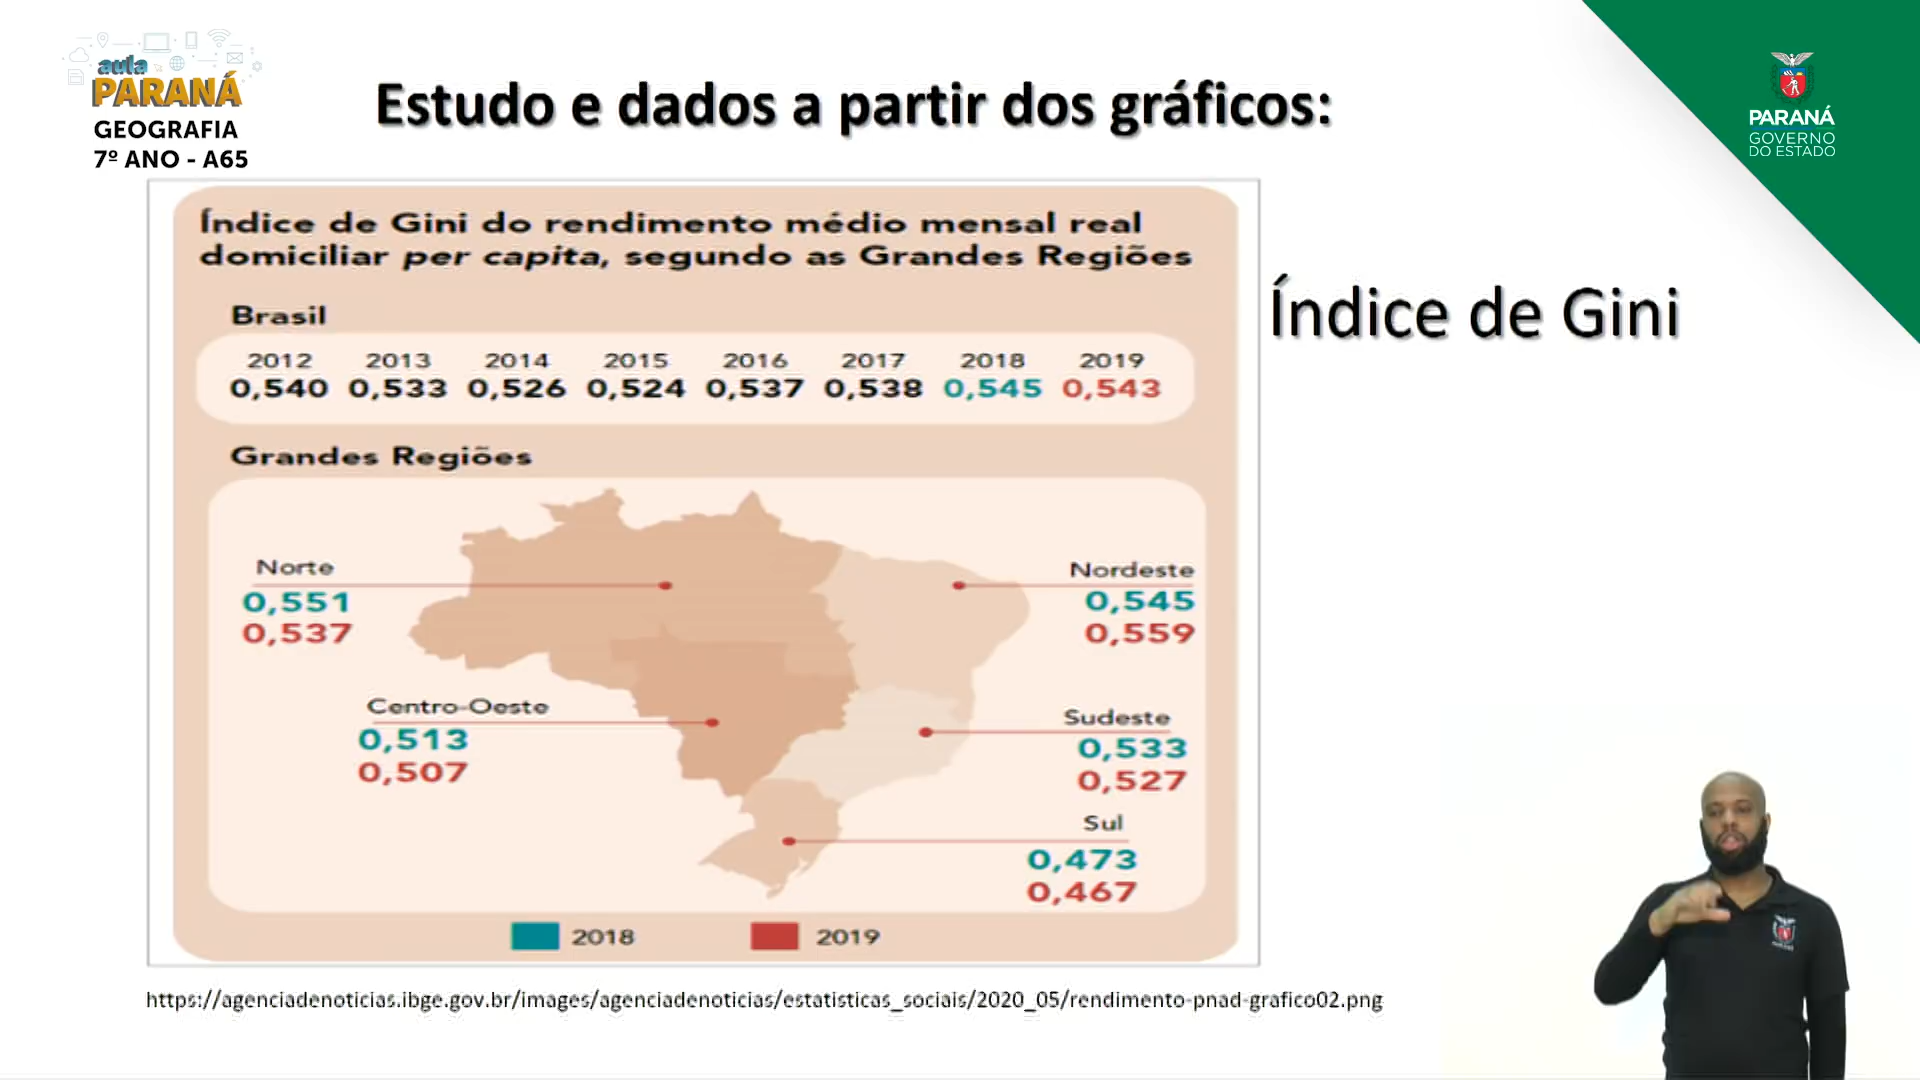 aula
PARANÁ
GEOGRAFIA
7º ANO - A65
Estudo e dados a partir dos gráficos:
PARANÁ
GOVERNO
DO ESTADO
Índice de Gini do rendimento médio mensal real
domiciliar per capita, segundo as Grandes Regiões
Índice de Gini
Brasil
2012 2013 2014 2015 2016 2017 2018 2019
0,540 0,533 0,526 0,524 0,537 0,538 0,545 0,543
Grandes Regiões
Norte
0,551
0,537
Nordeste
0,545
0,559
Centro-Oeste
0,513
0,507
Sudeste
0,533
0,527
Sul
0,473
0,467
2018 2019
https://agenciadenoticias.ibge.gov.br/images/agenciadenoticias/estatisticas_sociais/2020_05/rendimento-pnad-grafico02.png